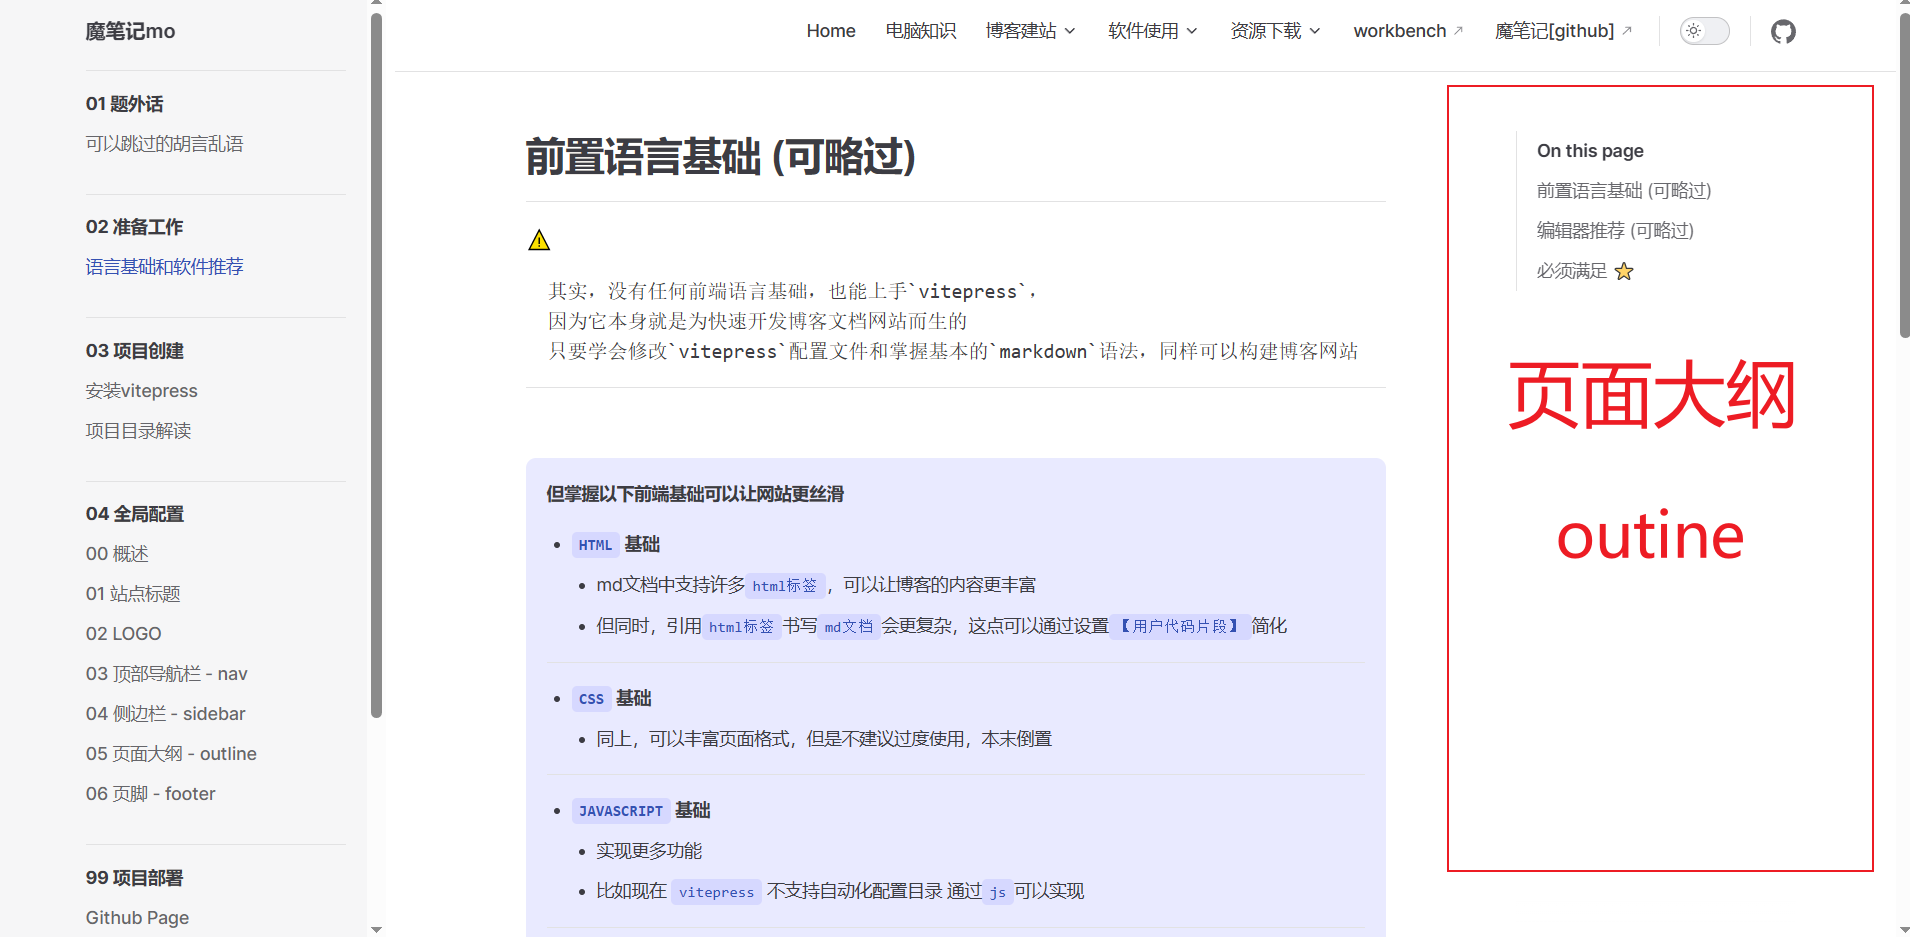 魔笔记mo
01 题外话
可以跳过的胡言乱语
02 准备工作
语言基础和软件推荐
03 项目创建
安装vitepress
项目目录解读
04 全局配置
00 概述
01 站点标题
02 LOGO
03 顶部导航栏 - nav
04 侧边栏 - sidebar
05 页面大纲 - outline
06 页脚 - footer
99 项目部署
Github Page
Home 电脑知识 博客建站 软件使用 资源下载 workbench 魔笔记[github]
前置语言基础 (可略过)
其实，没有任何前端语言基础，也能上手`vitepress`，
因为它本身就是为快速开发博客文档网站而生的
只要学会修改`vitepress`配置文件和掌握基本的`markdown`语法，同样可以构建博客网站
但掌握以下前端基础可以让网站更丝滑
HTML 基础
md文档中支持许多html标签，可以让博客的内容更丰富
但同时，引用html标签书写md文档会更复杂，这点可以通过设置【用户代码片段】简化
CSS 基础
同上，可以丰富页面格式，但是不建议过度使用，本末倒置
JAVASCRIPT 基础
实现更多功能
比如现在 vitepress 不支持自动化配置目录 通过js可以实现
On this page
前置语言基础 (可略过)
编辑器推荐 (可略过)
必须满足 ⭐
页面大纲
outine